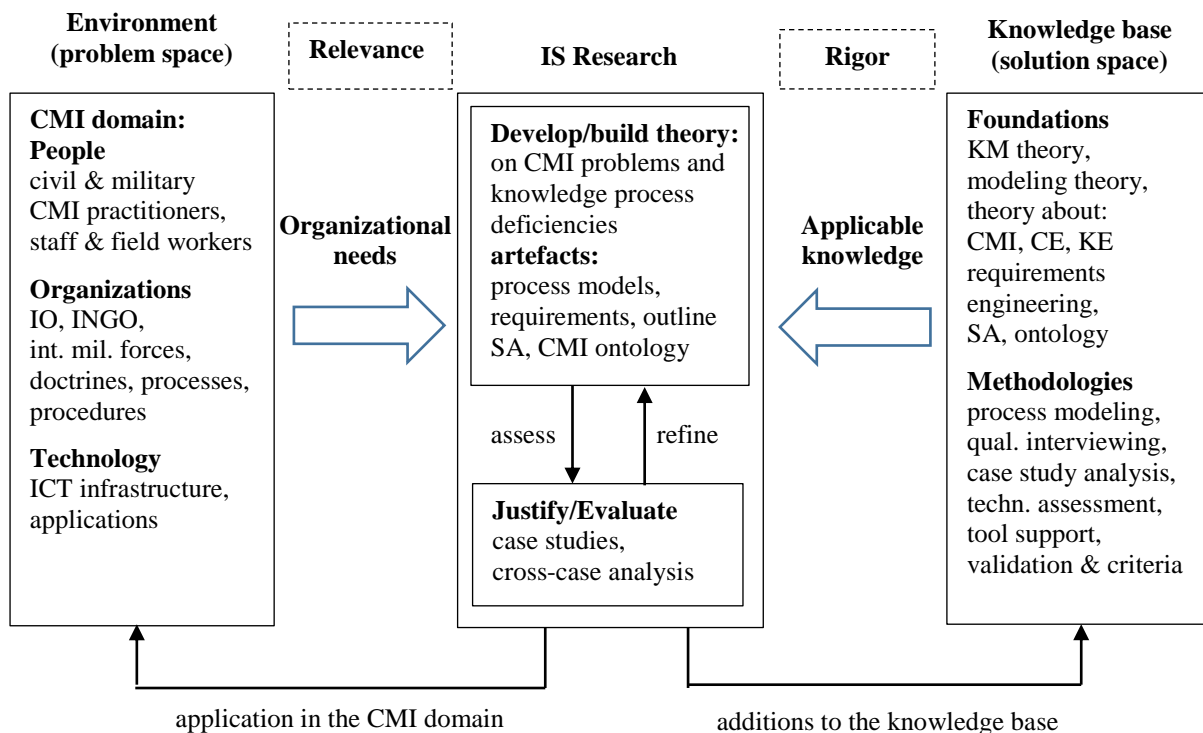 Environment
(problem space)
Relevance
IS Research
Rigor
Knowledge base
(solution space)
CMI domain:
People
civil & military
CMI practitioners,
staff & field workers
Organizations
IO, INGO,
int. mil. forces,
doctrines, processes,
procedures
Technology
ICT infrastructure,
applications
Organizational
needs
Develop/build theory:
on CMI problems and
knowledge process
deficiencies
artefacts:
process models,
requirements, outline
SA, CMI ontology
assess
refine
Justify/Evaluate
case studies,
cross-case analysis
Applicable
knowledge
Foundations
KM theory,
modeling theory,
theory about:
CMI, CE, KE
requirements
engineering,
SA, ontology
Methodologies
process modeling,
qual. interviewing,
case study analysis,
techn. assessment,
tool support,
validation & criteria
application in the CMI domain
additions to the knowledge base